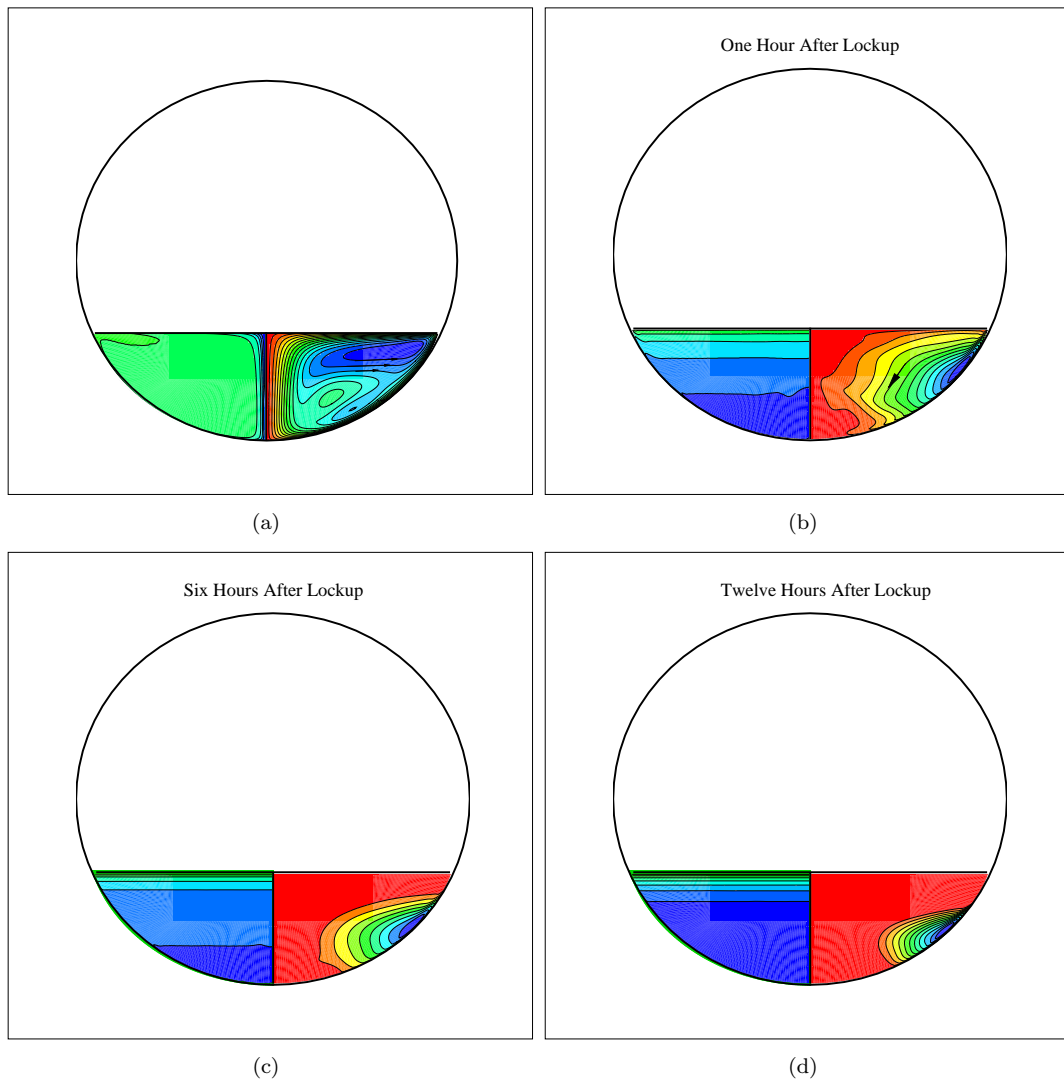 One Hour After Lockup
(a)
(b)
Six Hours After Lockup
Twelve Hours After Lockup
(c)
(d)